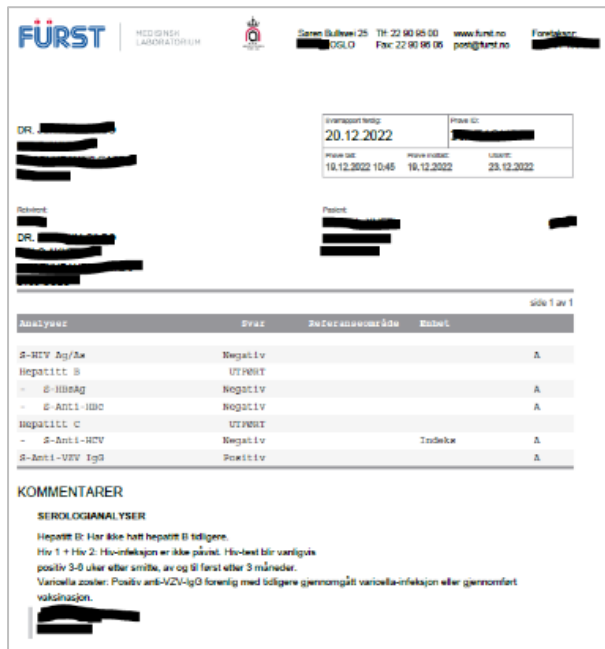 FÜRST
MEDISINSK
LABORATORIUM
Søren Bullsvei 25 Tlf: 22 90 95 00 www.furst.no
OSLO Fax: 22 90 96 06 post@furst.no
Svarrapport ferdig: Prøve ID:
20.12.2022
DR.
Prøve tatt: Prøve mottatt: Utskrift:
19.12.2022 10:45 19.12.2022 23.12.2022
Rekvirent: Pasient:
DR.
side 1 av 1
Analyser Svar Referanseområde Enhet
S-HIV Ag/As Negativ A
Hepatitt B UTFØRT
- S-HBsAg Negativ A
- S-Anti-HBC Negativ A
Hepatitt C UTFØRT
- S-Anti-HCV Negativ Indeks A
S-Anti-VZV IgG Positiv A
KOMMENTARER
SEROLOGIANALYSER
Hepatitt B: Har ikke hatt hepatitt B tidligere.
Hiv 1 + Hiv 2: Hiv-infeksjon er ikke påvist. Hiv-test blir vanligvis
positiv 3-6 uker etter smitte, av og til først etter 3 måneder.
Varicella zoster: Positiv anti-VZV-IgG forenlig med tidligere gjennomgått varicella-infeksjon eller gjennomført
vaksinasjon.